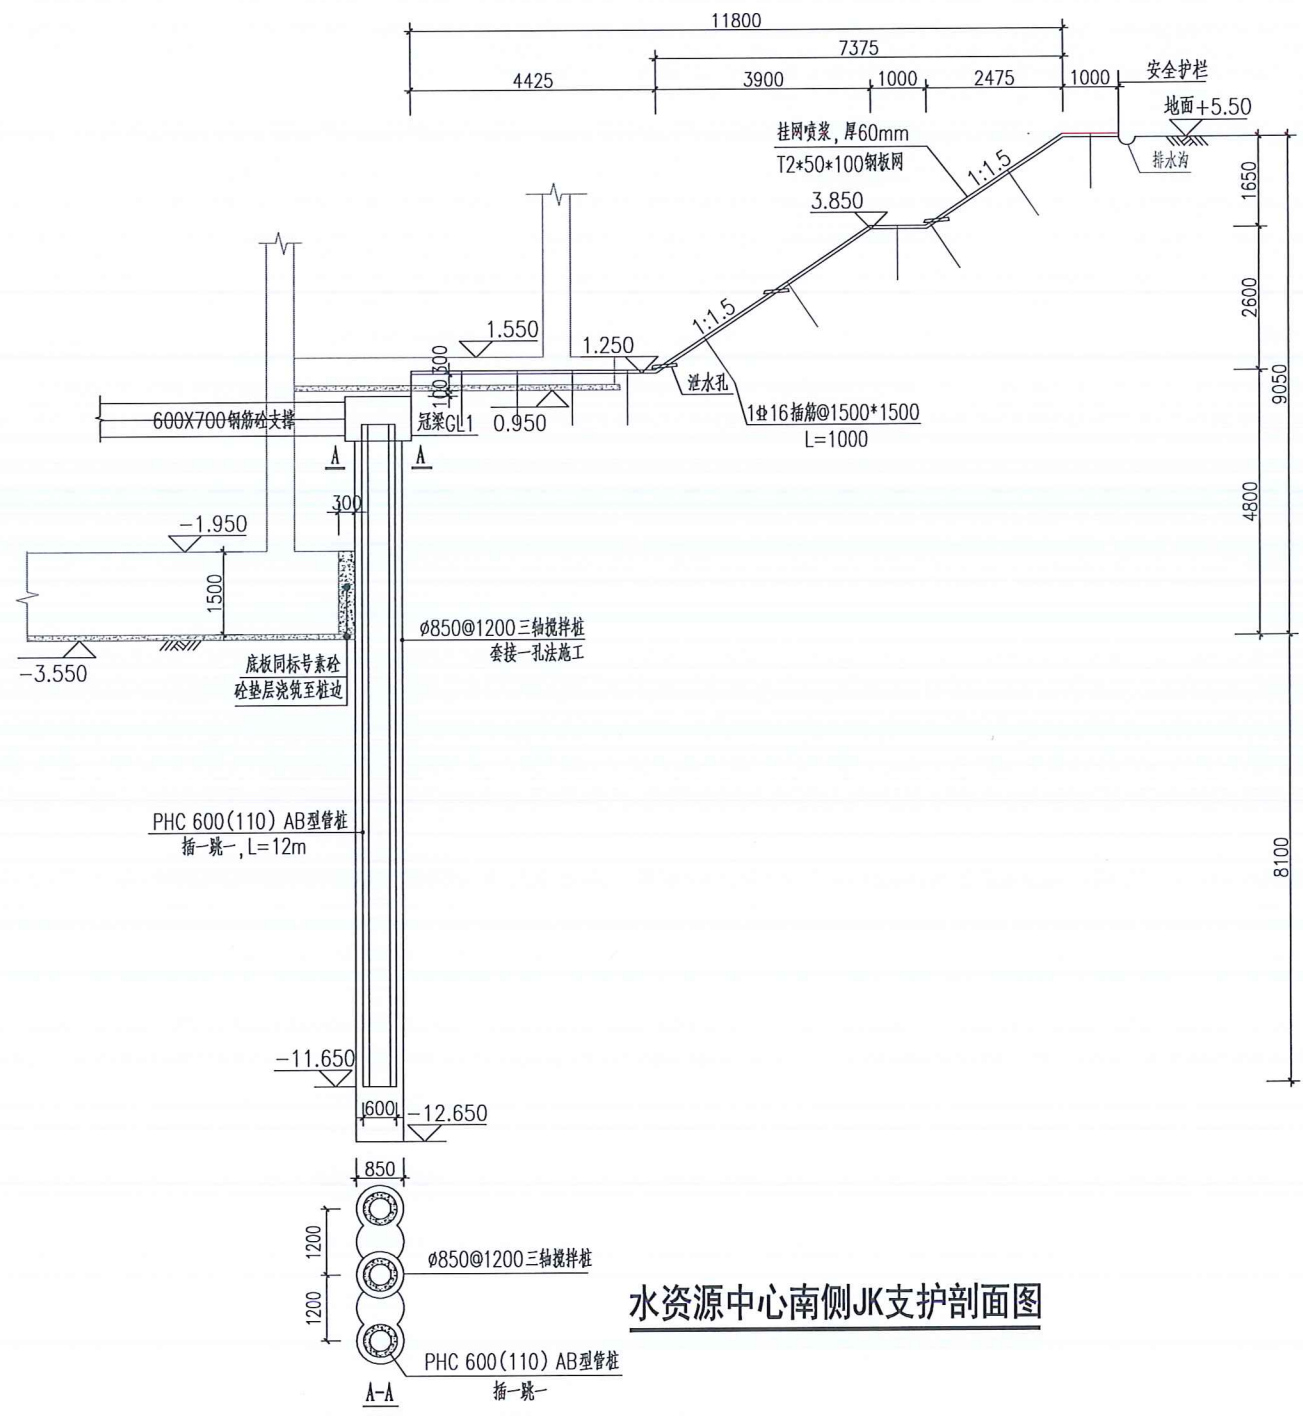 11800
7375
4425
3900
1000
2475
1000
安全护栏
地面+5.50
挂网喷浆，厚60mm
T2*50*100钢板网
1:1.5
排水沟
3.850
1650
1:1.5
2600
1.550
1.250
300
100
泄水孔
9050
600X700钢筋砼支撑
冠梁GL1
0.950
1Φ16插筋@1500*1500
L=1000
A
A
300
4800
-1.950
1500
-3.550
底板同标号素砼
砼垫层浇筑至桩边
ø850@1200三轴搅拌桩
套接一孔法施工
PHC 600(110) AB型管桩
插一跳一，L=12m
8100
-11.650
600
-12.650
850
1200
1200
ø850@1200三轴搅拌桩
水资源中心南侧JK支护剖面图
PHC 600(110) AB型管桩
插一跳一
A-A